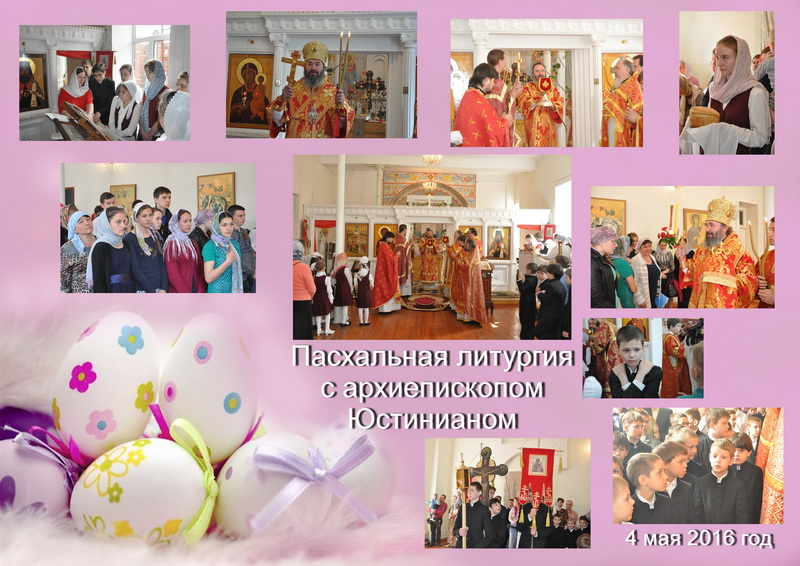 Пасхальная литургия
с архиепископом
Юстинианом
4 мая 2016 год